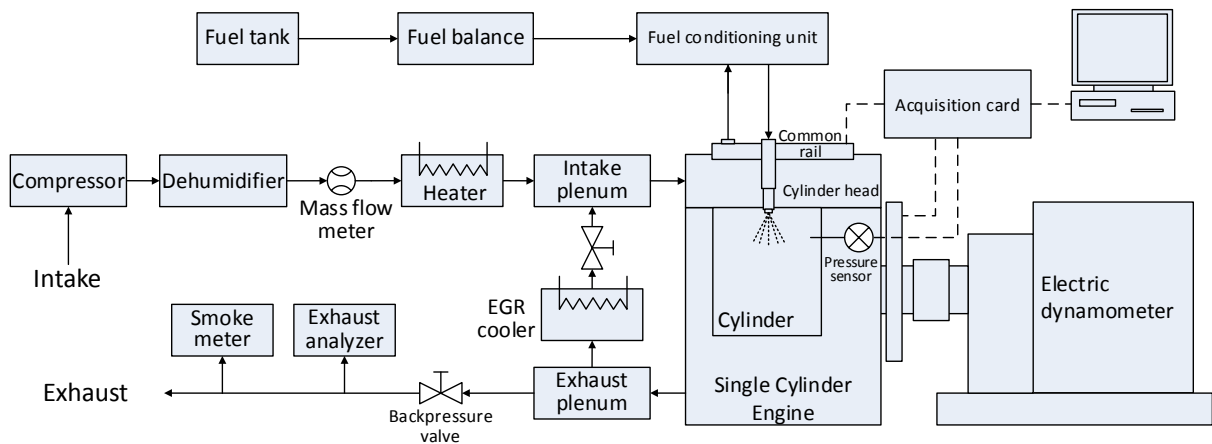 Fuel tank
Fuel balance
Fuel conditioning unit
Acquisition card
Common
rail
Compressor
Dehumidifier
Mass flow
meter
Heater
Intake
plenum
Cylinder head
Pressure
sensor
Intake
EGR
cooler
Cylinder
Electric
dynamometer
Smoke
meter
Exhaust
analyzer
Exhaust
Backpressure
valve
Exhaust
plenum
Single Cylinder
Engine